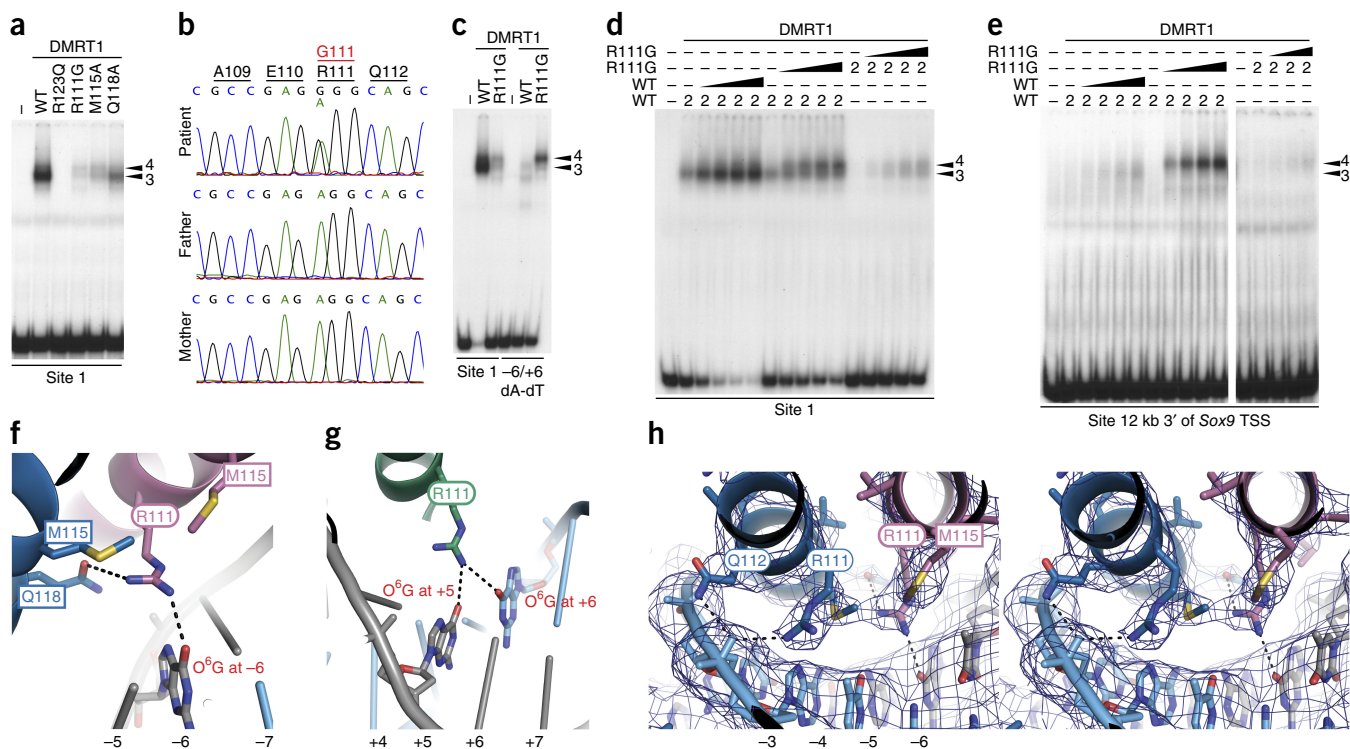 a
DMRT1
–
WT
R123Q
R111G
M115A
Q118A
4
3
Site 1
b
G111
A109 E110 R111 Q112
C G C C G A G G G G C A G C
A
Patient
C G C C G A G A G G C A G C
Father
C G C C G A G A G G C A G C
Mother
c
DMRT1
–
WT
R111G
–
WT
R111G
4
3
Site 1 –6/+6
dA-dT
d
DMRT1
R111G – – – – – – – – – – –
R111G – – – – – – – 2 2 2 2 2
WT – – – – – – – – – –
WT – 2 2 2 2 2 2 2 2 2 2 – – – – –
4
3
Site 1
e
DMRT1
R111G – – – – – – – – – – – –
R111G – – – – – – 2 2 2 2
WT – – – – – – – – – – –
WT – 2 2 2 2 2 2 2 2 2 2 – – – –
4
3
Site 12 kb 3′ of Sox9 TSS
f
M115
R111
M115
Q118
O⁶G at –6
–5 –6 –7
g
R111
O⁶G at +5
O⁶G at +6
+4 +5 +6 +7
h
R111 M115
Q112 R111
–3 –4 –5 –6